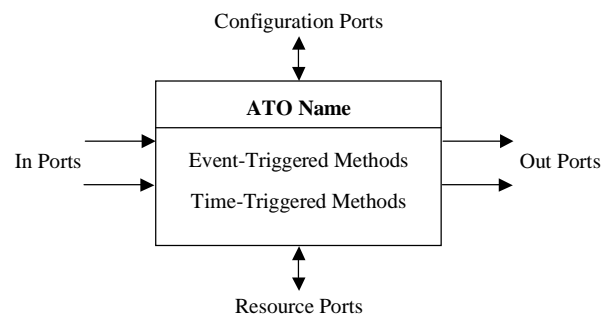 Configuration Ports
ATO Name
In Ports
Event-Triggered Methods
Time-Triggered Methods
Out Ports
Resource Ports